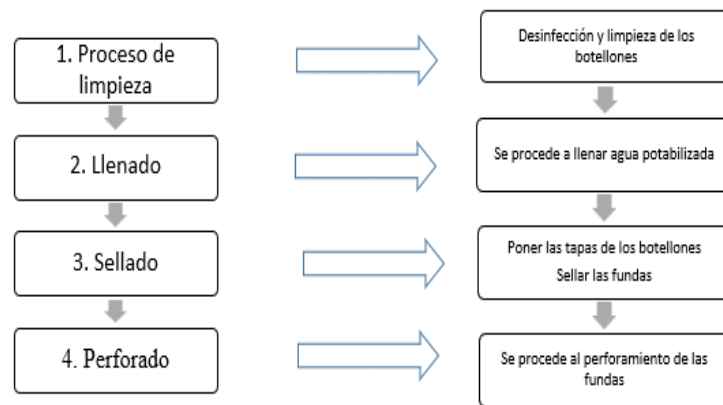 1. Proceso de
limpieza
Desinfección y limpieza de los
botellones
2. Llenado
Se procede a llenar agua potabilizada
3. Sellado
Poner las tapas de los botellones
Sellar las fundas
4. Perforado
Se procede al perforamiento de las
fundas